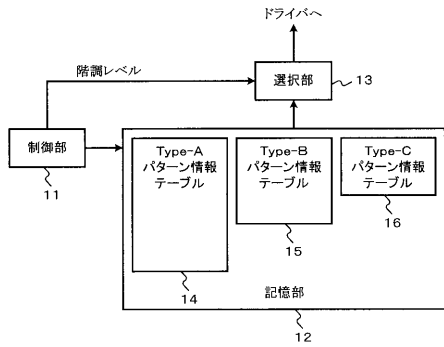 ドライバへ
階調レベル
選択部
13
制御部
11
Type-A
パターン情報
テーブル
14
Type-B
パターン情報
テーブル
15
Type-C
パターン情報
テーブル
16
記憶部
12